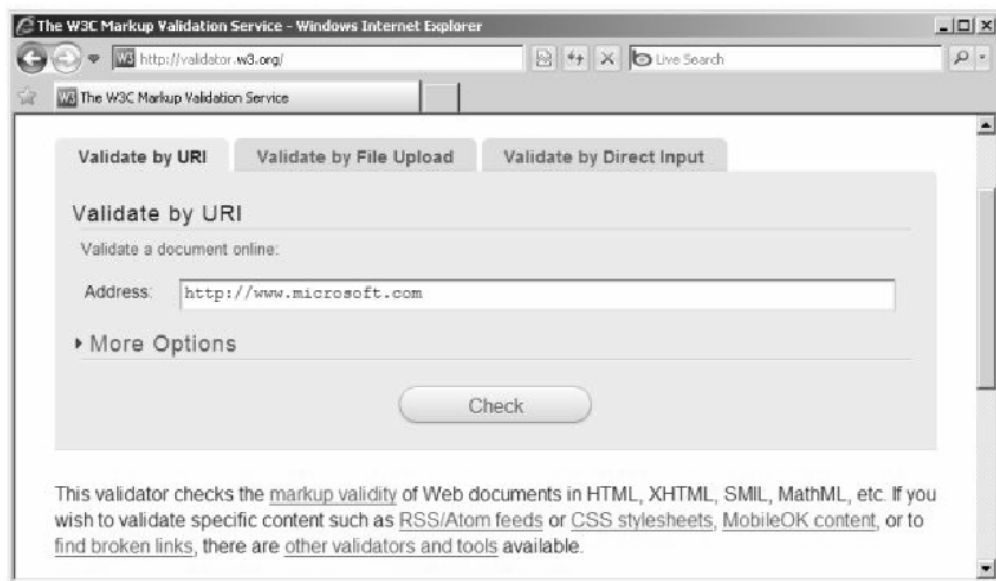 The W3C Markup Validation Service - Windows Internet Explorer
W3 http://validator.w3.org/ Live Search
W3 The W3C Markup Validation Service
Validate by URI Validate by File Upload Validate by Direct Input
Validate by URI
Validate a document online:
Address: http://www.microsoft.com
More Options
Check
This validator checks the markup validity of Web documents in HTML, XHTML, SMIL, MathML, etc. If you
wish to validate specific content such as RSS/Atom feeds or CSS stylesheets, MobileOK content, or to
find broken links, there are other validators and tools available.